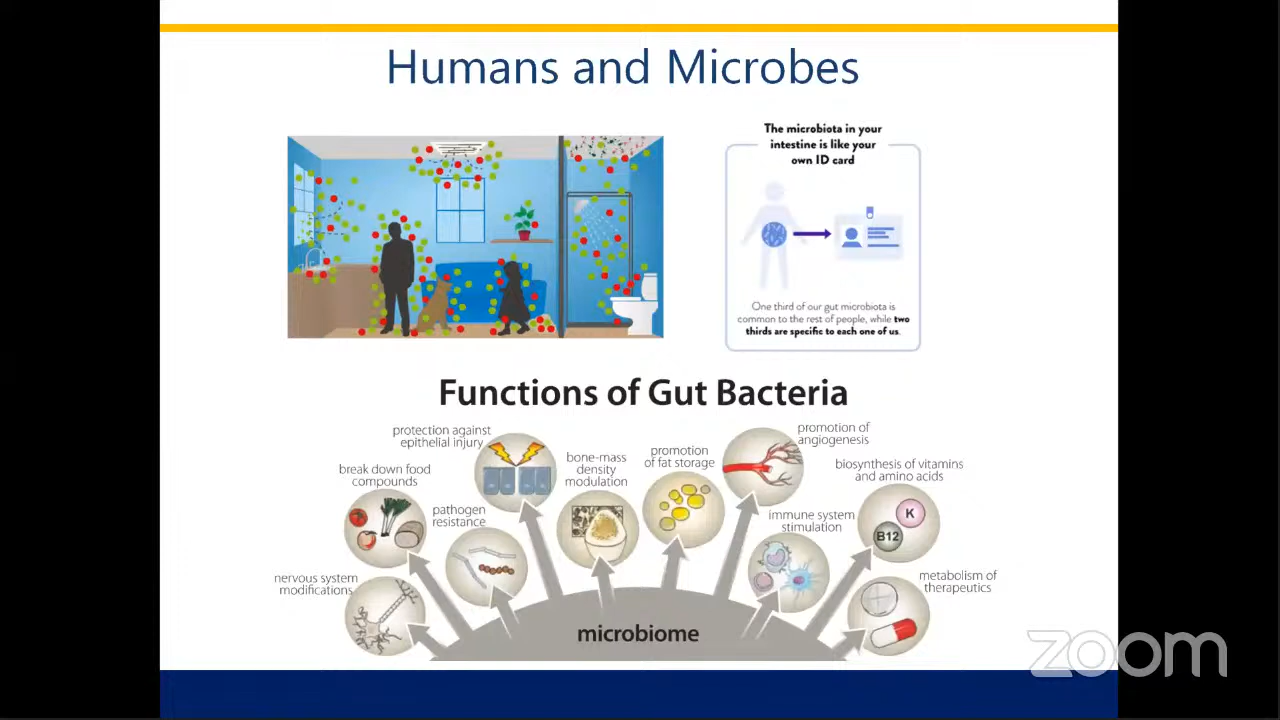 Humans and Microbes
The microbiota in your
intestine is like your
own ID card
One third of our gut microbiota is
common to the rest of people, while two
thirds are specific to each one of us.
Functions of Gut Bacteria
protection against
epithelial injury
promotion of
angiogenesis
bone-mass
density
modulation
promotion
of fat storage
break down food
compounds
biosynthesis of vitamins
and amino acids
pathogen
resistance
immune system
stimulation
K
B12
nervous system
modifications
metabolism of
therapeutics
microbiome
zoom